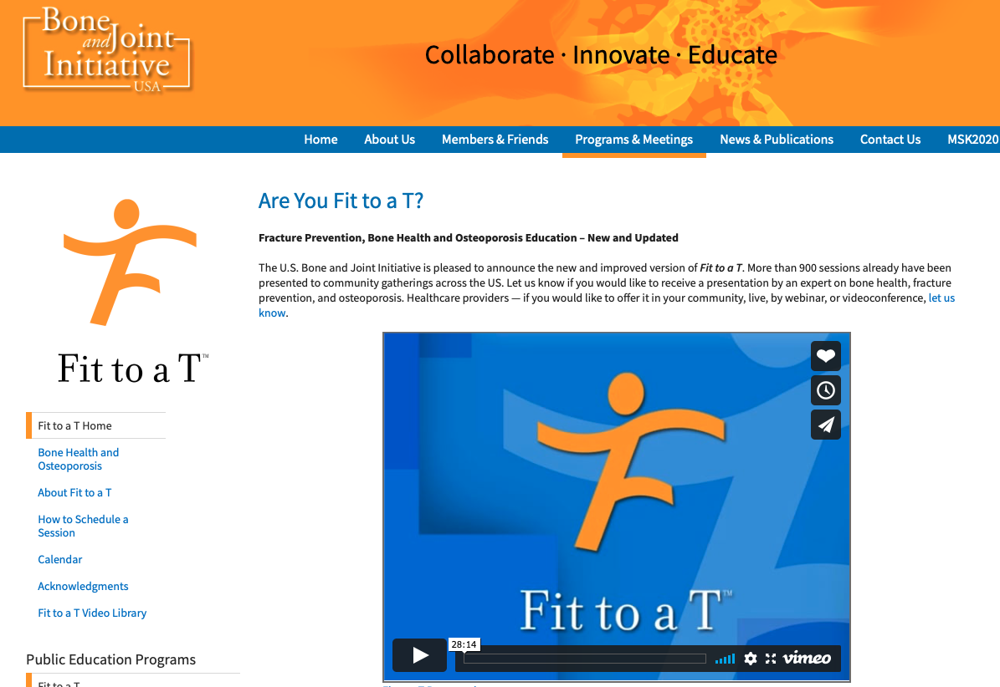 Bone
and Joint
Initiative
USA
Collaborate · Innovate · Educate
Home About Us Members & Friends Programs & Meetings News & Publications Contact Us MSK2020
Fit to a T™
Fit to a T Home
Bone Health and
Osteoporosis
About Fit to a T
How to Schedule a
Session
Calendar
Acknowledgments
Fit to a T Video Library
Public Education Programs
Fit to a T
Are You Fit to a T?
Fracture Prevention, Bone Health and Osteoporosis Education – New and Updated
The U.S. Bone and Joint Initiative is pleased to announce the new and improved version of Fit to a T. More than 900 sessions already have been
presented to community gatherings across the US. Let us know if you would like to receive a presentation by an expert on bone health, fracture
prevention, and osteoporosis. Healthcare providers — if you would like to offer it in your community, live, by webinar, or videoconference, let us
know.
Fit to a T™
28:14
vimeo